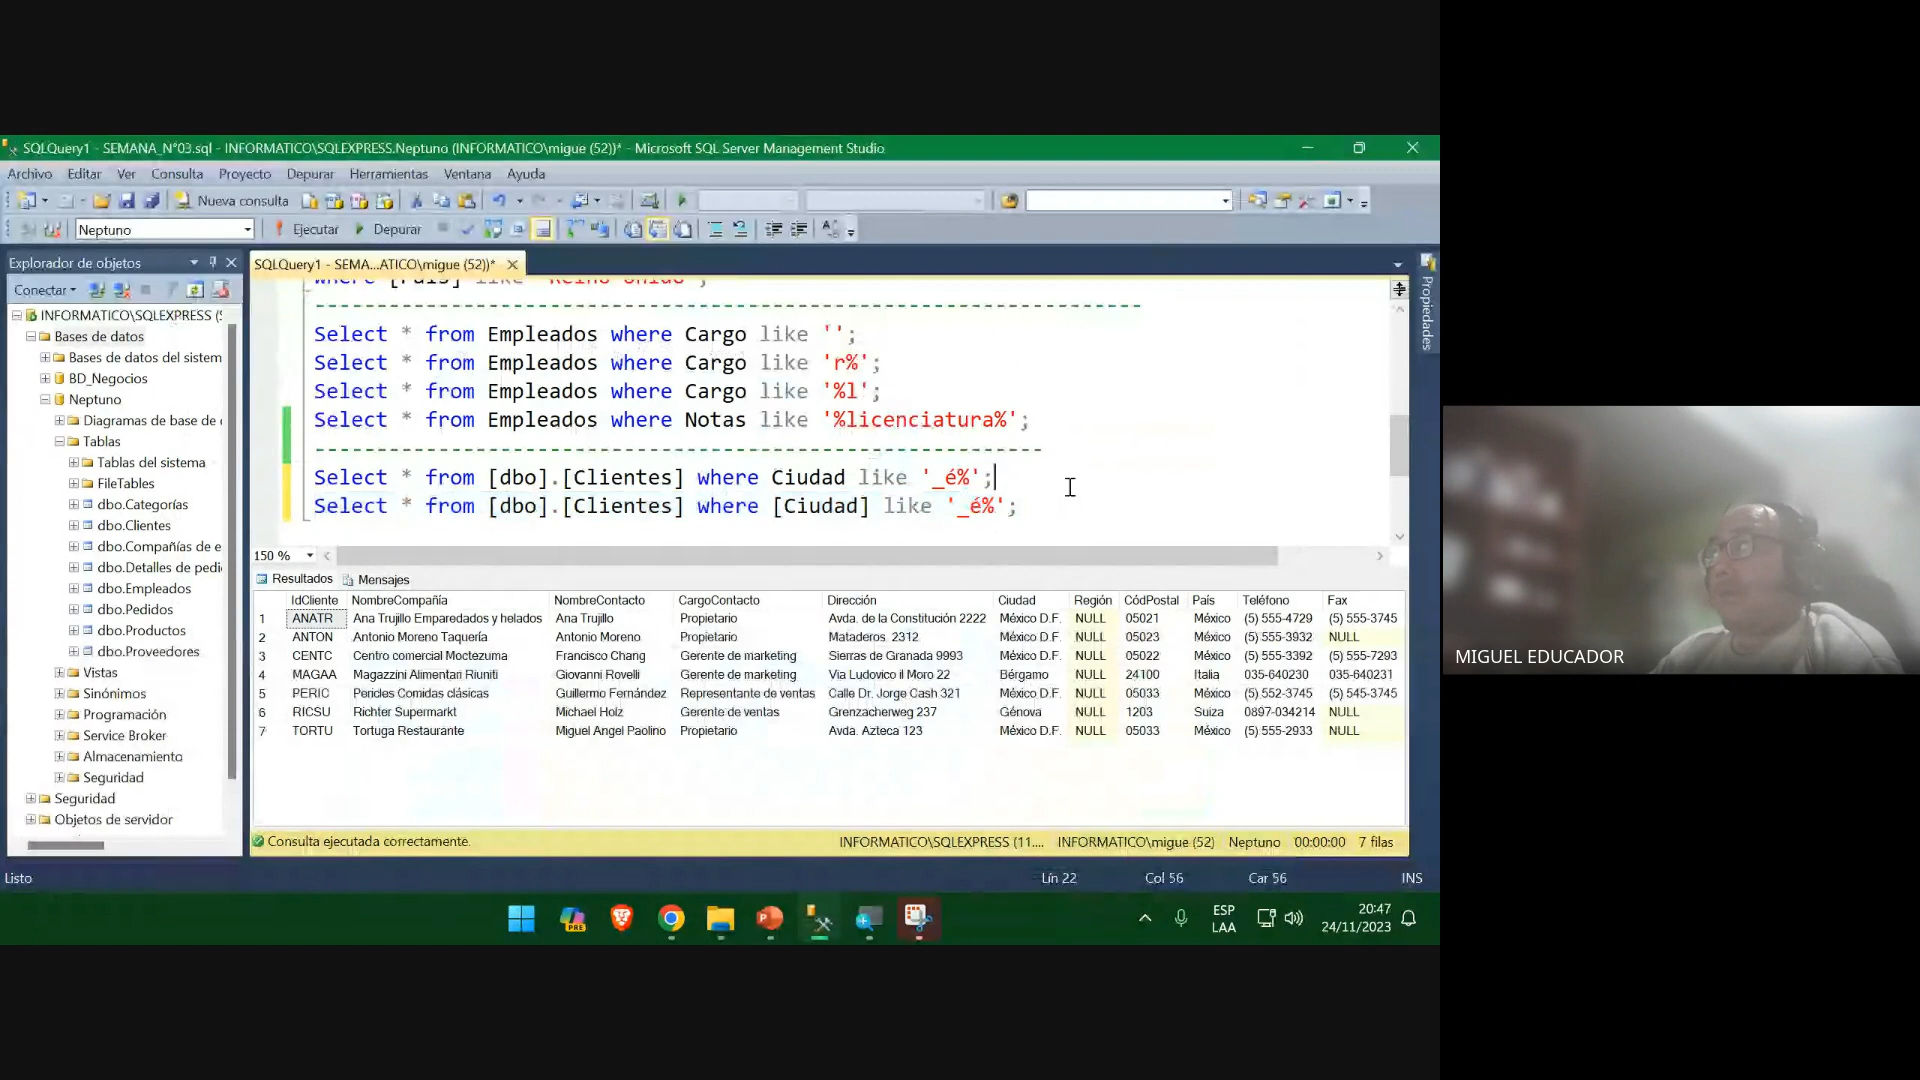 SQLQuery1 - SEMANA_N°03.sql - INFORMATICO\SQLEXPRESS.Neptuno (INFORMATICO\migue (52))* - Microsoft SQL Server Management Studio
Archivo Editar Ver Consulta Proyecto Depurar Herramientas Ventana Ayuda
Nueva consulta
Neptuno Ejecutar Depurar
Explorador de objetos
SQLQuery1 - SEMA...ATICO\migue (52))*
Conectar
INFORMATICO\SQLEXPRESS (
Bases de datos
Bases de datos del sistem
BD_Negocios
Neptuno
Diagramas de base de
Tablas
Tablas del sistema
FileTables
dbo.Categorías
dbo.Clientes
dbo.Compañías de e
dbo.Detalles de pedi
dbo.Empleados
dbo.Pedidos
dbo.Productos
dbo.Proveedores
Vistas
Sinónimos
Programación
Service Broker
Almacenamiento
Seguridad
Seguridad
Objetos de servidor
where [País] like 'Reino Unido';
-------------------------------------------------------------------
Select * from Empleados where Cargo like '';
Select * from Empleados where Cargo like 'r%';
Select * from Empleados where Cargo like '%l';
Select * from Empleados where Notas like '%licenciatura%';
-----------------------------------------------------------
Select * from [dbo].[Clientes] where Ciudad like '_é%';
Select * from [dbo].[Clientes] where [Ciudad] like '_é%';
Propiedades
150 %
Resultados Mensajes
IdCliente NombreCompañía NombreContacto CargoContacto Dirección Ciudad Región CódPostal País Teléfono Fax
1 ANATR Ana Trujillo Emparedados y helados Ana Trujillo Propietario Avda. de la Constitución 2222 México D.F. NULL 05021 México (5) 555-4729 (5) 555-3745
2 ANTON Antonio Moreno Taquería Antonio Moreno Propietario Mataderos 2312 México D.F. NULL 05023 México (5) 555-3932 NULL
3 CENTC Centro comercial Moctezuma Francisco Chang Gerente de marketing Sierras de Granada 9993 México D.F. NULL 05022 México (5) 555-3392 (5) 555-7293
4 MAGAA Magazzini Alimentari Riuniti Giovanni Rovelli Gerente de marketing Via Ludovico il Moro 22 Bérgamo NULL 24100 Italia 035-640230 035-640231
5 PERIC Pericles Comidas clásicas Guillermo Fernández Representante de ventas Calle Dr. Jorge Cash 321 México D.F. NULL 05033 México (5) 552-3745 (5) 545-3745
6 RICSU Richter Supermarkt Michael Holz Gerente de ventas Grenzacherweg 237 Génova NULL 1203 Suiza 0897-034214 NULL
7 TORTU Tortuga Restaurante Miguel Angel Paolino Propietario Avda. Azteca 123 México D.F. NULL 05033 México (5) 555-2933 NULL
Consulta ejecutada correctamente. INFORMATICO\SQLEXPRESS (11.... INFORMATICO\migue (52) Neptuno 00:00:00 7 filas
Listo Lín 22 Col 56 Car 56 INS
PRE
ESP
LAA
20:47
24/11/2023
MIGUEL EDUCADOR